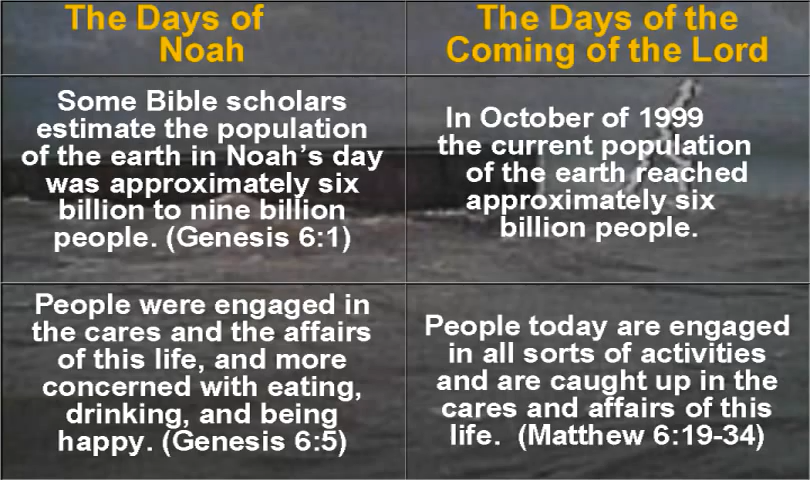 The Days of
Noah
The Days of the
Coming of the Lord
Some Bible scholars
estimate the population
of the earth in Noah's day
was approximately six
billion to nine billion
people. (Genesis 6:1)
In October of 1999
the current population
of the earth reached
approximately six
billion people.
People were engaged in
the cares and the affairs
of this life, and more
concerned with eating,
drinking, and being
happy. (Genesis 6:5)
People today are engaged
in all sorts of activities
and are caught up in the
cares and affairs of this
life. (Matthew 6:19-34)